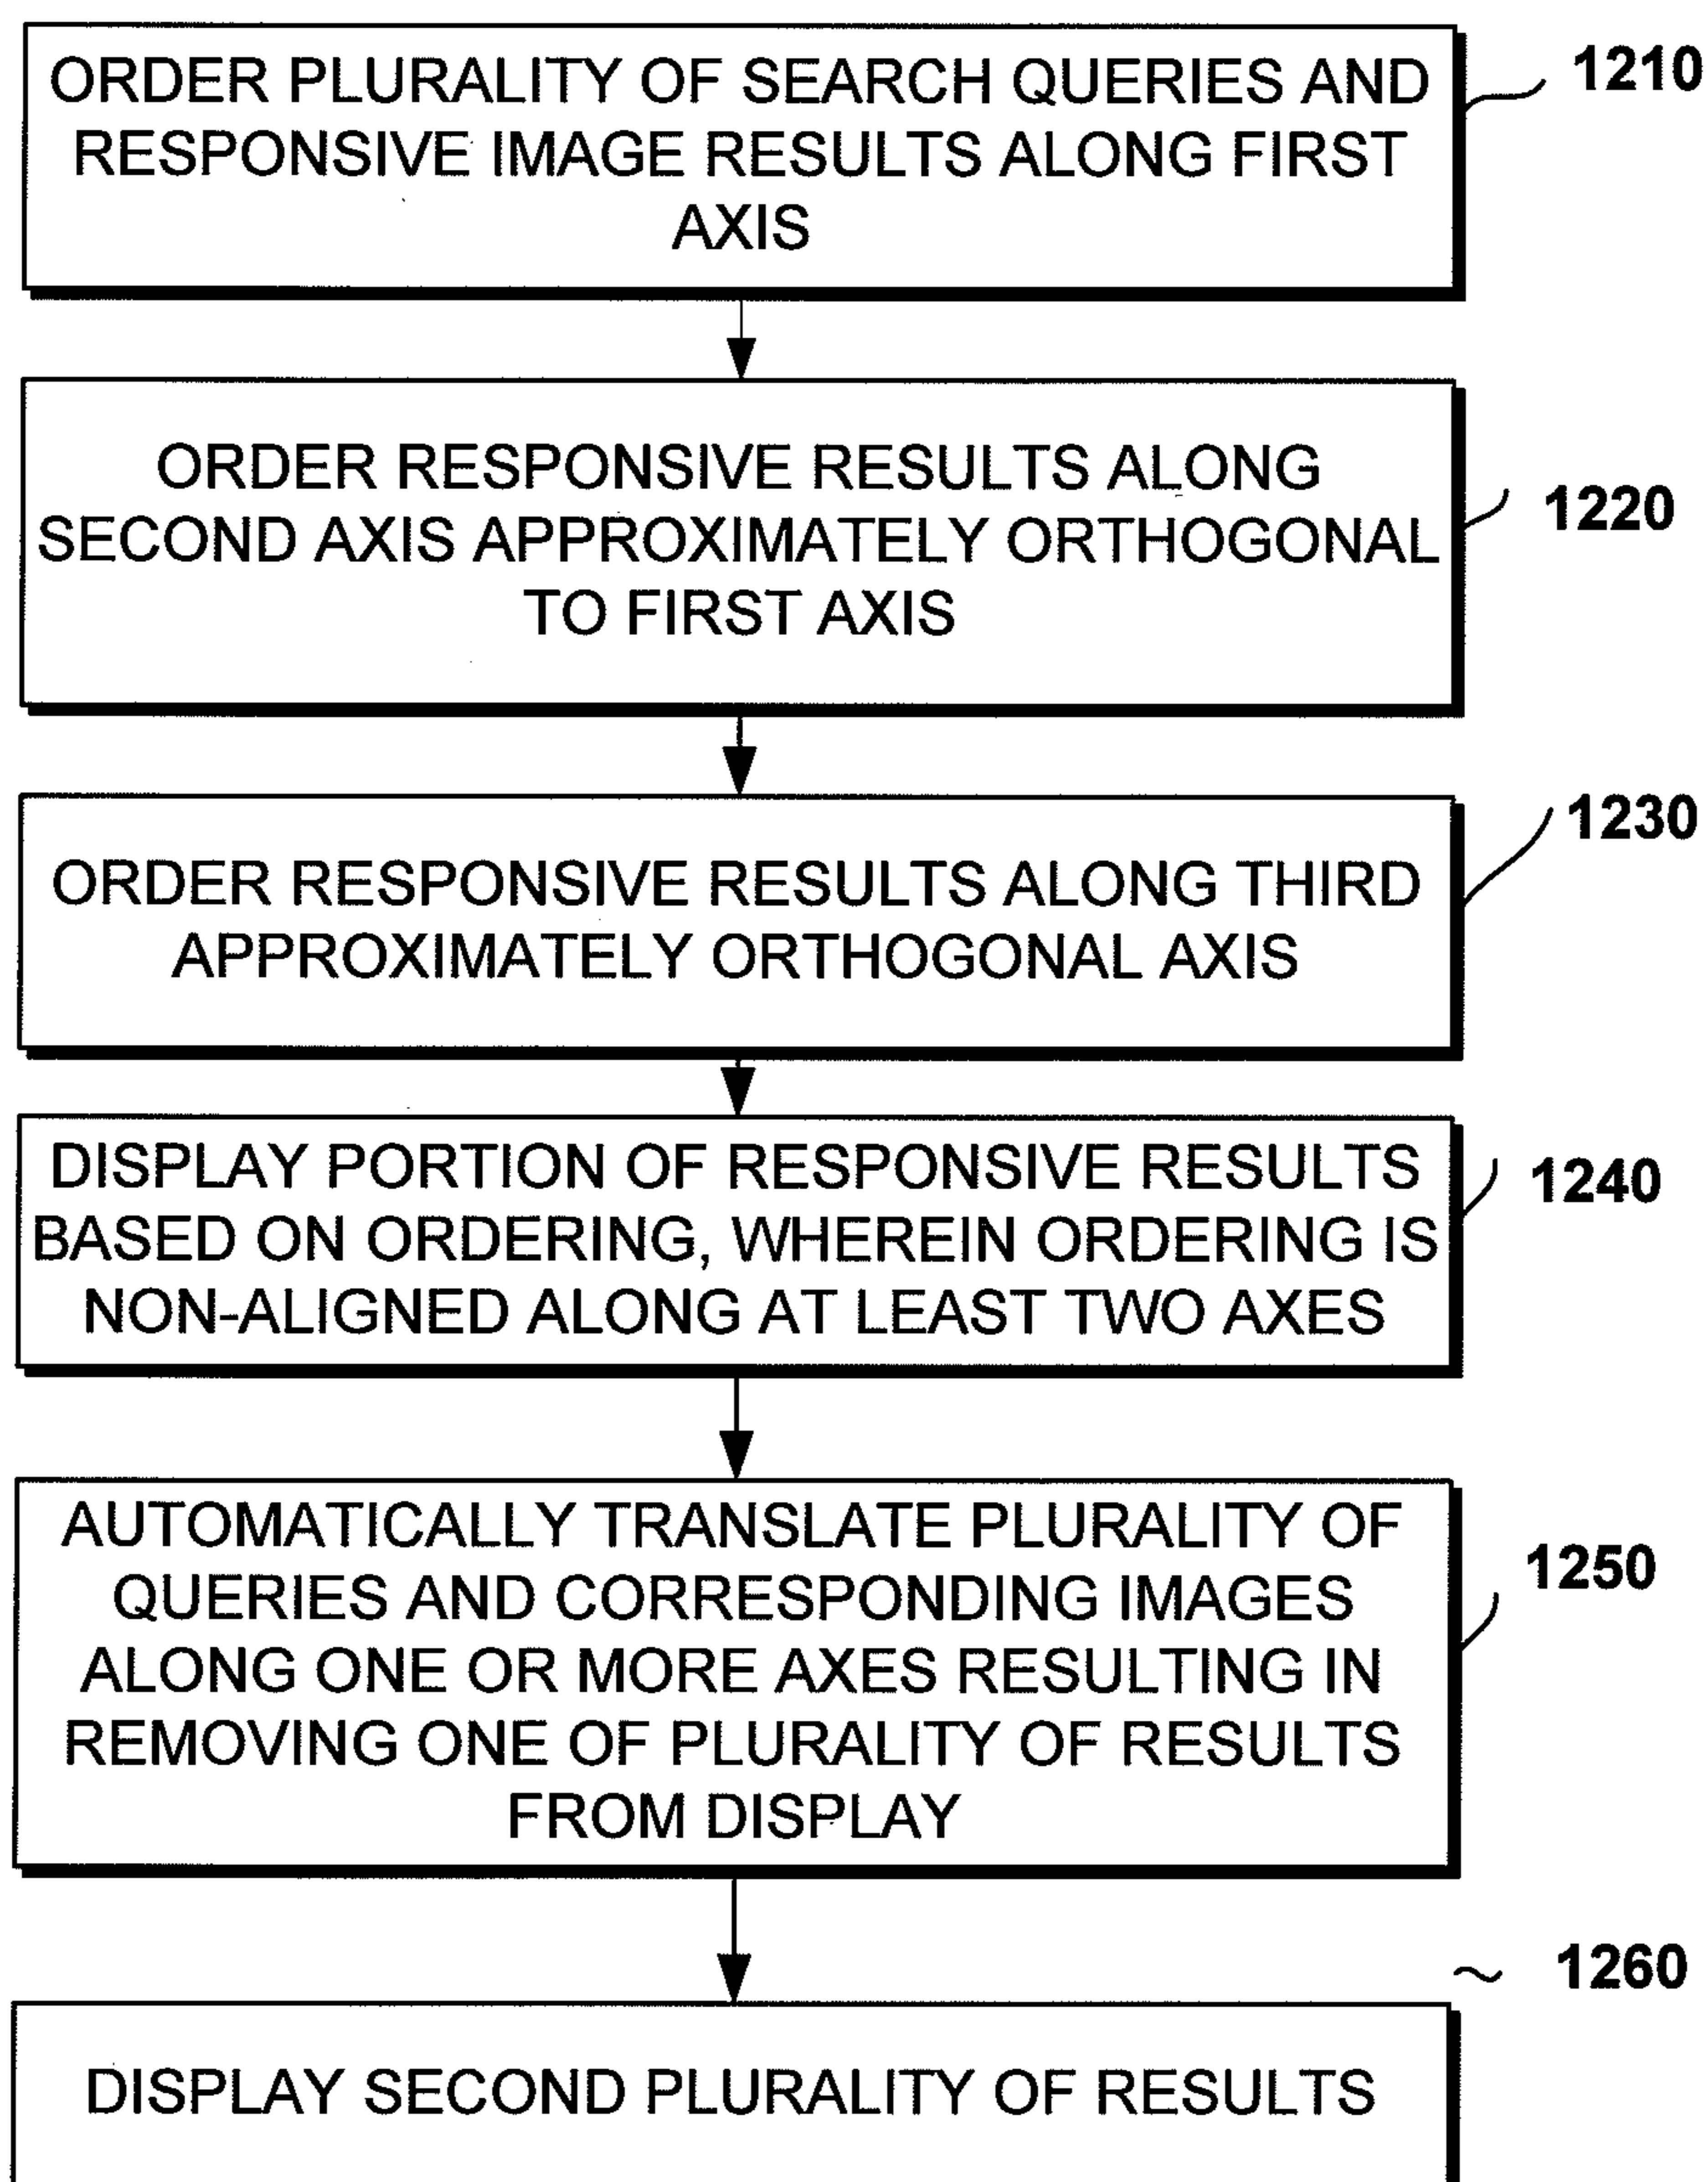 ORDER PLURALITY OF SEARCH QUERIES AND
RESPONSIVE IMAGE RESULTS ALONG FIRST
AXIS
1210
ORDER RESPONSIVE RESULTS ALONG
SECOND AXIS APPROXIMATELY ORTHOGONAL
TO FIRST AXIS
1220
ORDER RESPONSIVE RESULTS ALONG THIRD
APPROXIMATELY ORTHOGONAL AXIS
1230
DISPLAY PORTION OF RESPONSIVE RESULTS
BASED ON ORDERING, WHEREIN ORDERING IS
NON-ALIGNED ALONG AT LEAST TWO AXES
1240
AUTOMATICALLY TRANSLATE PLURALITY OF
QUERIES AND CORRESPONDING IMAGES
ALONG ONE OR MORE AXES RESULTING IN
REMOVING ONE OF PLURALITY OF RESULTS
FROM DISPLAY
1250
1260
DISPLAY SECOND PLURALITY OF RESULTS